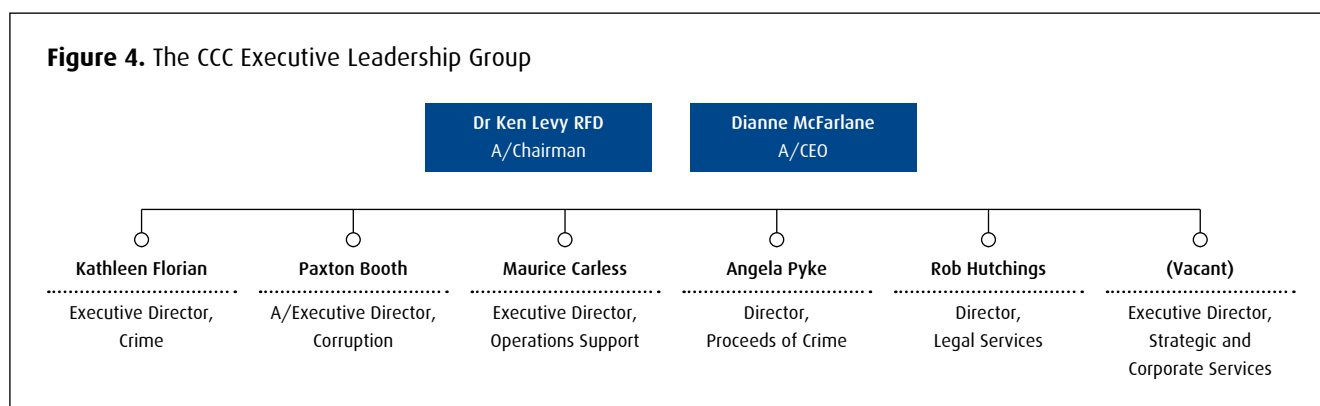 Figure 4. The CCC Executive Leadership Group
Dr Ken Levy RFD
A/Chairman
Dianne McFarlane
A/CEO
Kathleen Florian
Executive Director,
Crime
Paxton Booth
A/Executive Director,
Corruption
Maurice Carless
Executive Director,
Operations Support
Angela Pyke
Director,
Proceeds of Crime
Rob Hutchings
Director,
Legal Services
(Vacant)
Executive Director,
Strategic and
Corporate Services